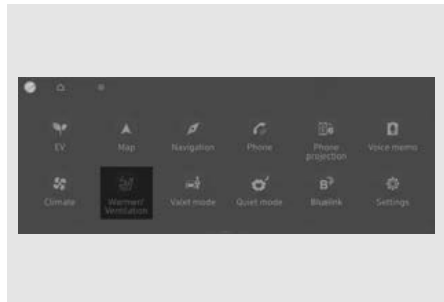 EV
Map
Navigation
Phone
Phone
projection
Voice memo
Climate
Warmer/
Ventilation
Valet mode
Quiet mode
Bluelink
Settings